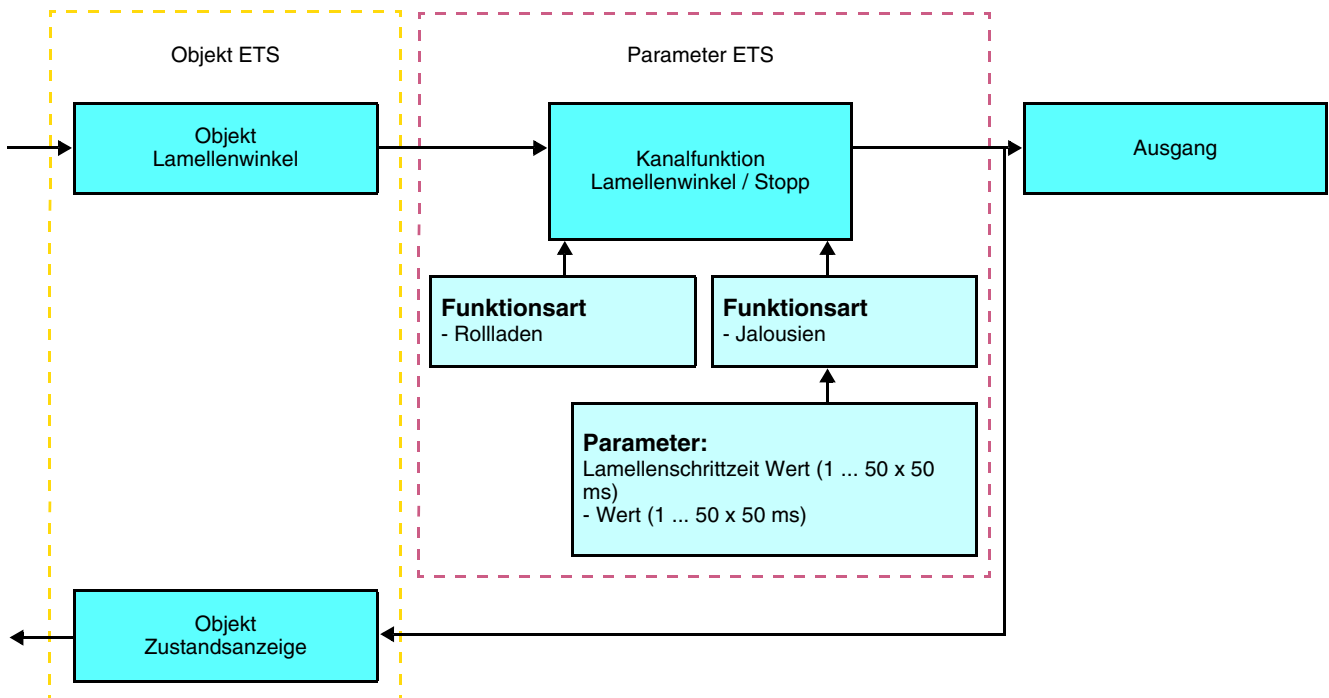 Objekt ETS
Parameter ETS
Objekt
Lamellenwinkel
Kanalfunktion
Lamellenwinkel / Stopp
Ausgang
Funktionsart
- Rollladen
Funktionsart
- Jalousien
Parameter:
Lamellenschrittzeit Wert (1 ... 50 x 50
ms)
- Wert (1 ... 50 x 50 ms)
Objekt
Zustandsanzeige